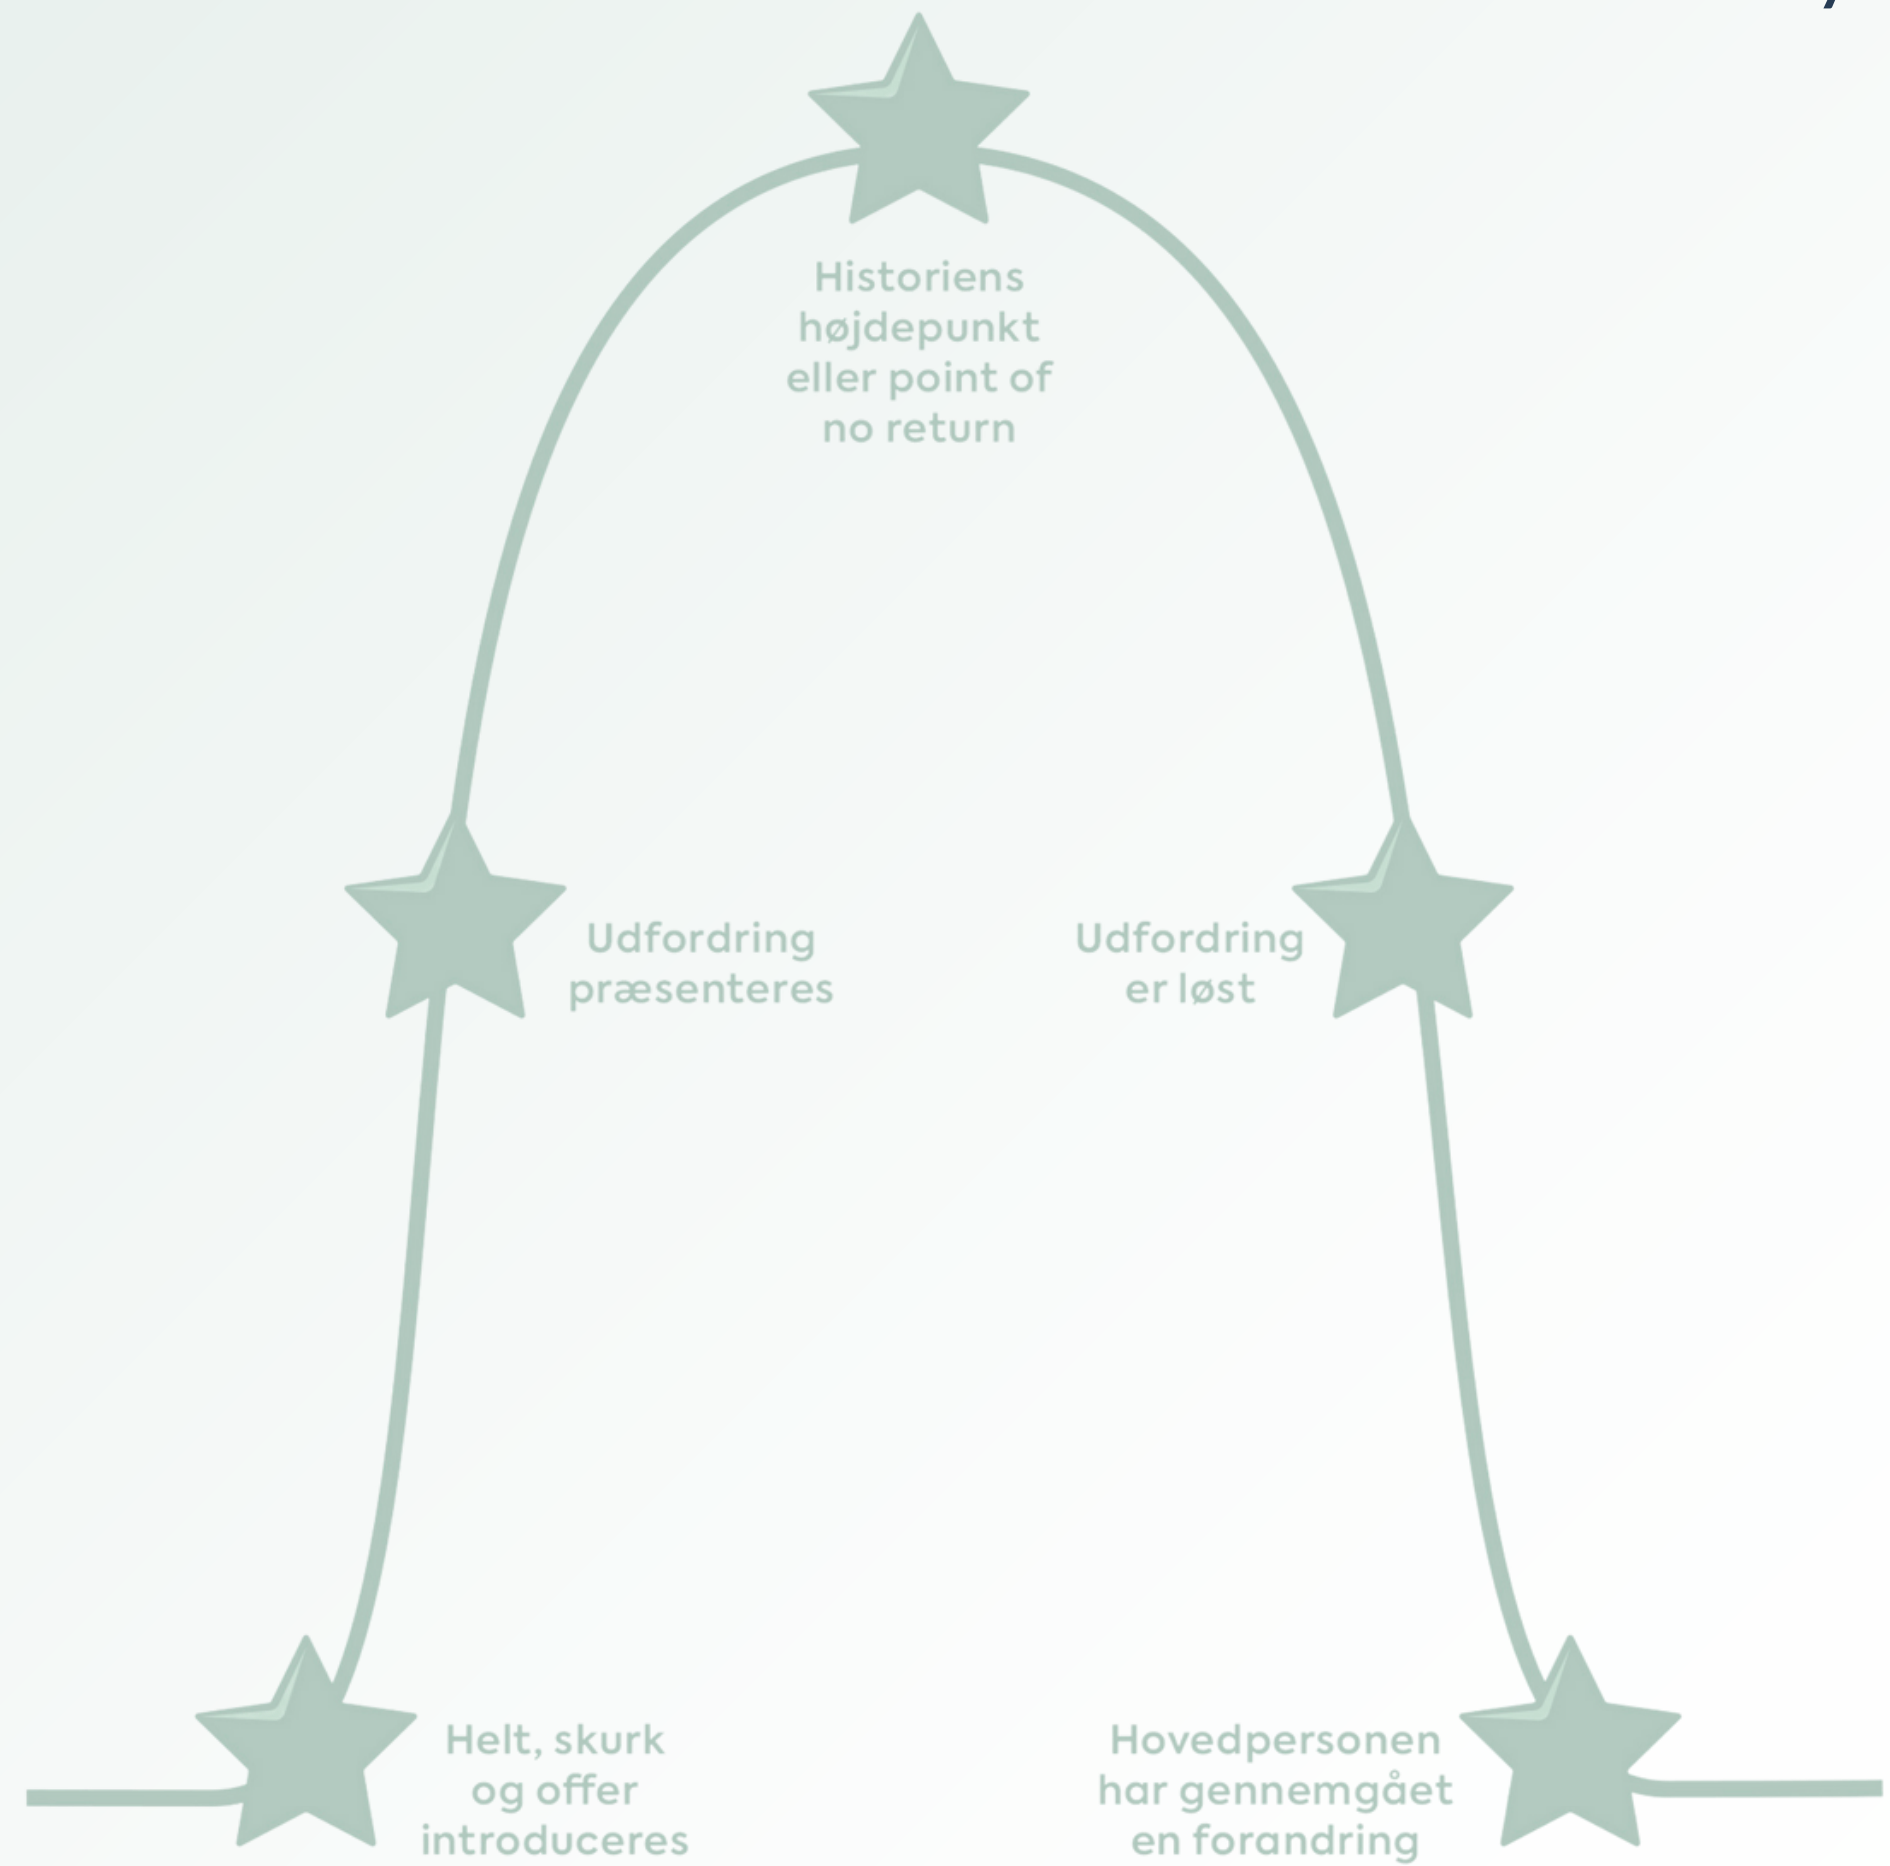 Historiens
højdepunkt
eller point of
no return
Udfordring
præsenteres
Udfordring
er løst
Helt, skurk
og offer
introduceres
Hovedpersonen
har gennemgået
en forandring